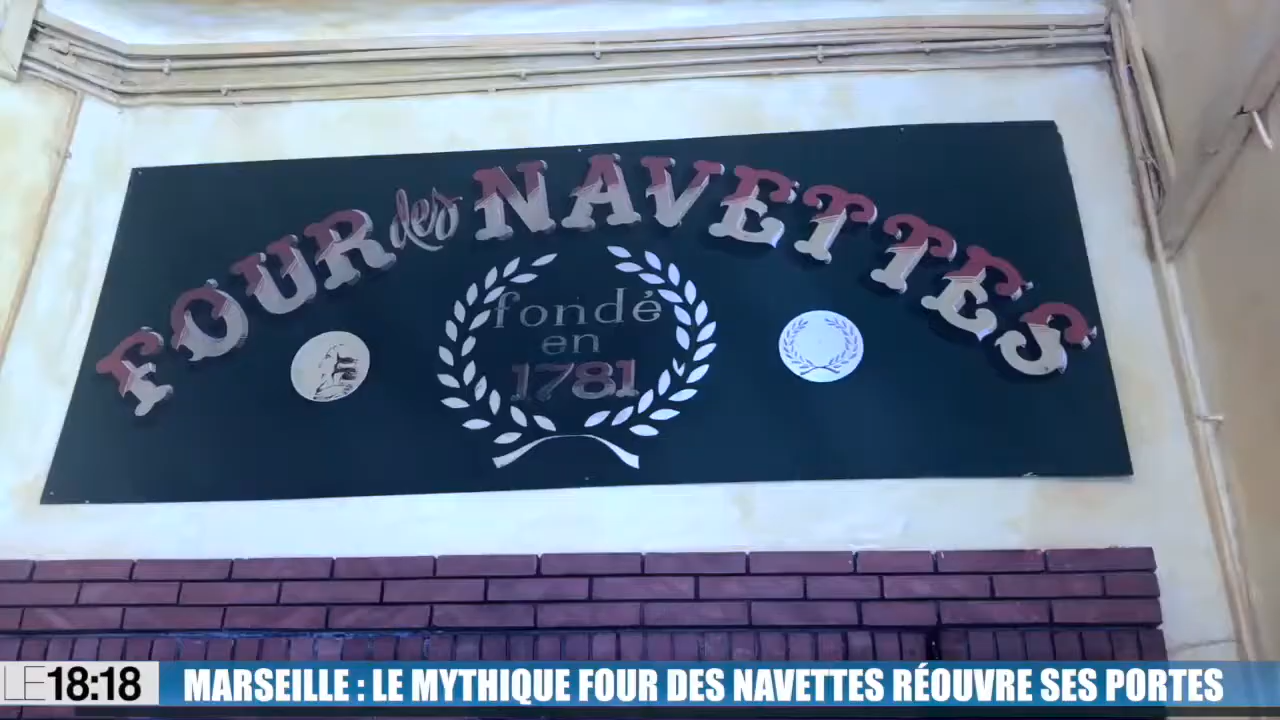 FOUR des NAVETTES
fondé
en
1781
LE 18:18
MARSEILLE : LE MYTHIQUE FOUR DES NAVETTES RÉOUVRE SES PORTES